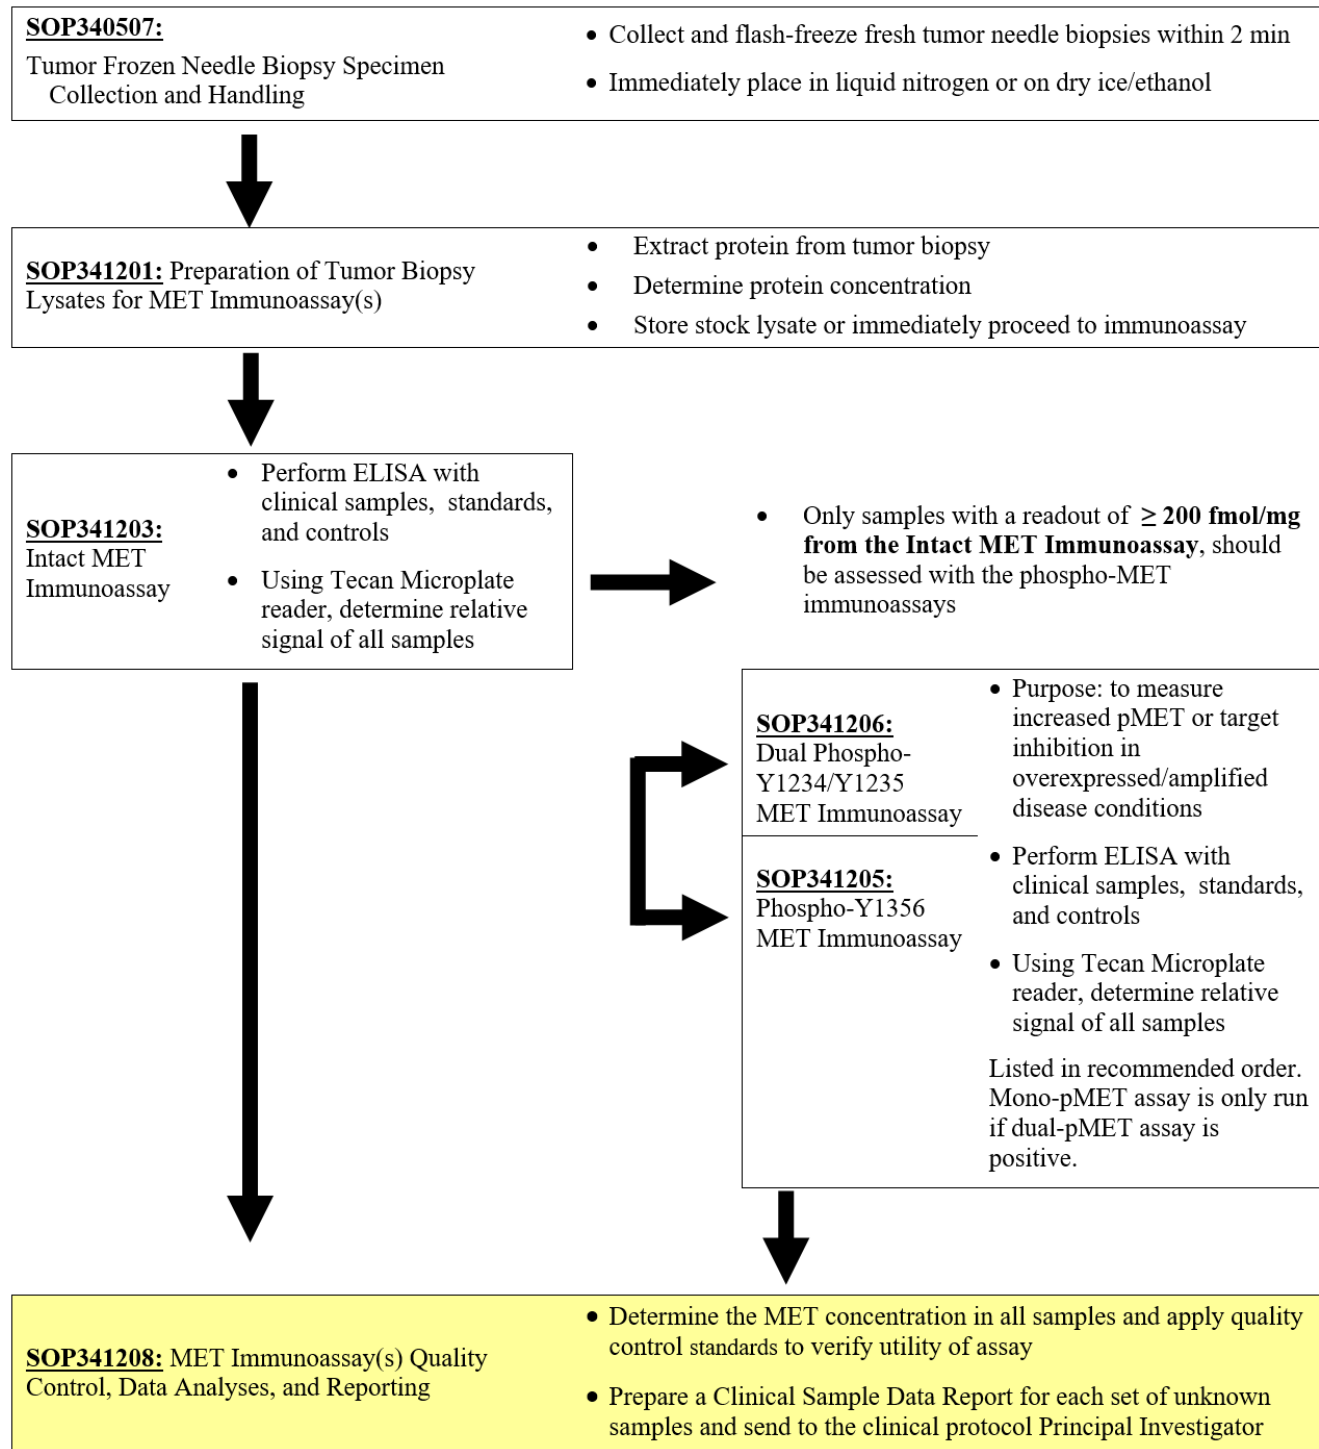 SOP340507:
Tumor Frozen Needle Biopsy Specimen
Collection and Handling
• Collect and flash-freeze fresh tumor needle biopsies within 2 min
• Immediately place in liquid nitrogen or on dry ice/ethanol
SOP341201: Preparation of Tumor Biopsy
Lysates for MET Immunoassay(s)
• Extract protein from tumor biopsy
• Determine protein concentration
• Store stock lysate or immediately proceed to immunoassay
SOP341203:
Intact MET
Immunoassay
• Perform ELISA with
clinical samples, standards,
and controls
• Using Tecan Microplate
reader, determine relative
signal of all samples
• Only samples with a readout of ≥ 200 fmol/mg
from the Intact MET Immunoassay, should
be assessed with the phospho-MET
immunoassays
SOP341206:
Dual Phospho-
Y1234/Y1235
MET Immunoassay
SOP341205:
Phospho-Y1356
MET Immunoassay
• Purpose: to measure
increased pMET or target
inhibition in
overexpressed/amplified
disease conditions
• Perform ELISA with
clinical samples, standards,
and controls
• Using Tecan Microplate
reader, determine relative
signal of all samples
Listed in recommended order.
Mono-pMET assay is only run
if dual-pMET assay is
positive.
SOP341208: MET Immunoassay(s) Quality
Control, Data Analyses, and Reporting
• Determine the MET concentration in all samples and apply quality
control standards to verify utility of assay
• Prepare a Clinical Sample Data Report for each set of unknown
samples and send to the clinical protocol Principal Investigator